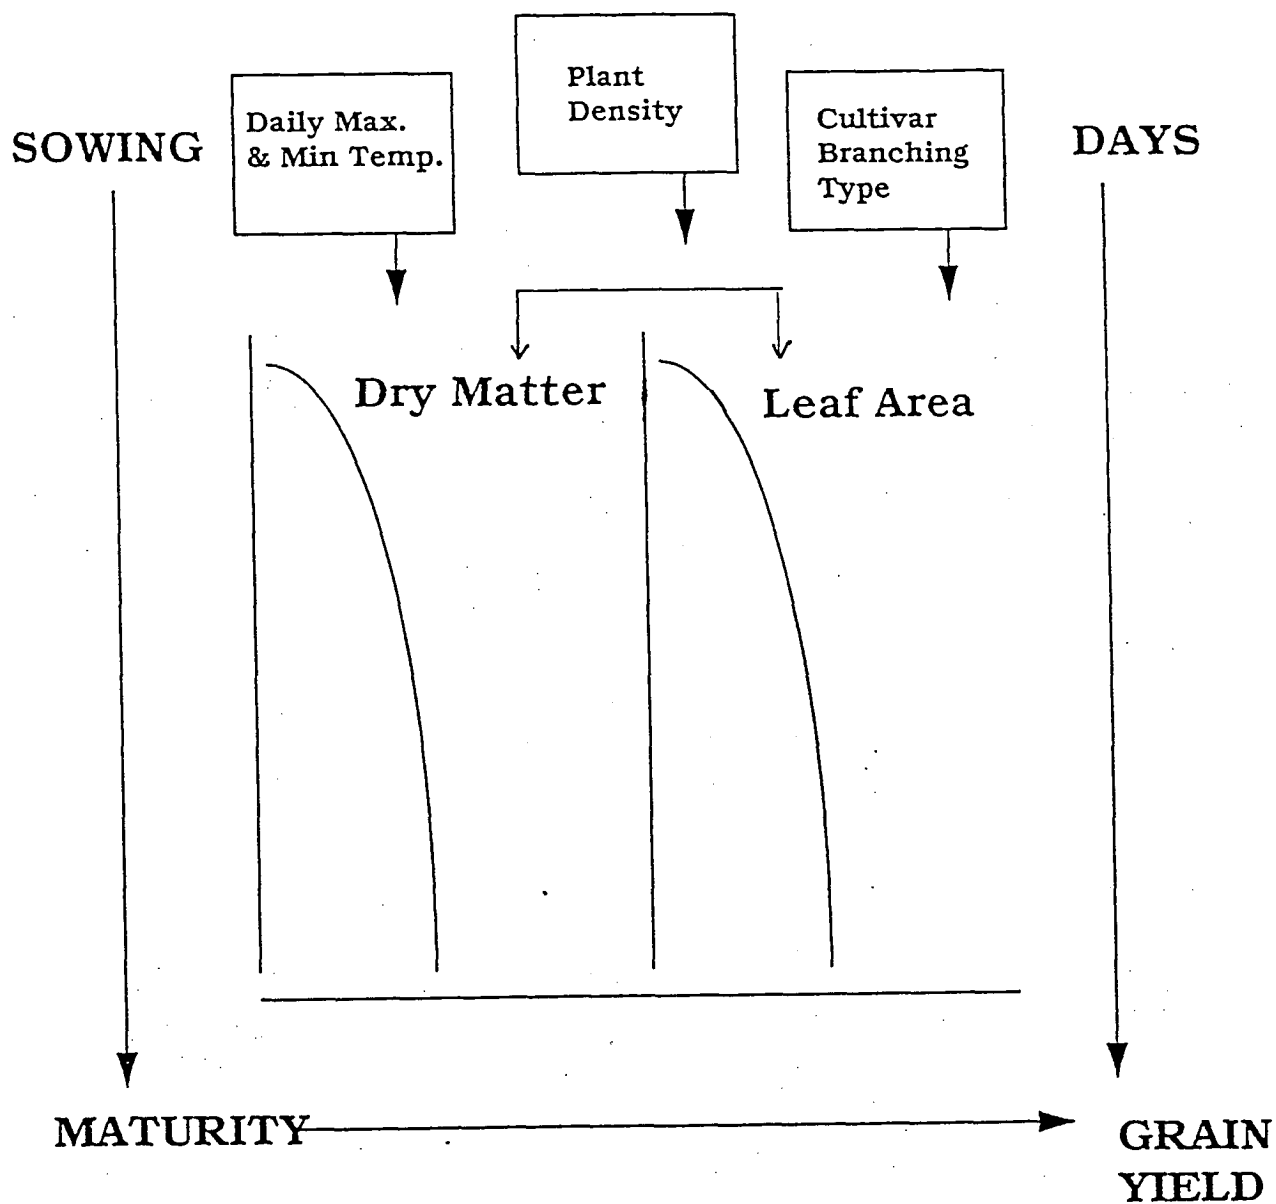 Plant
Density
Daily Max.
& Min Temp.
Cultivar
Branching
Type
SOWING
DAYS
Dry Matter
Leaf Area
MATURITY
GRAIN
YIELD